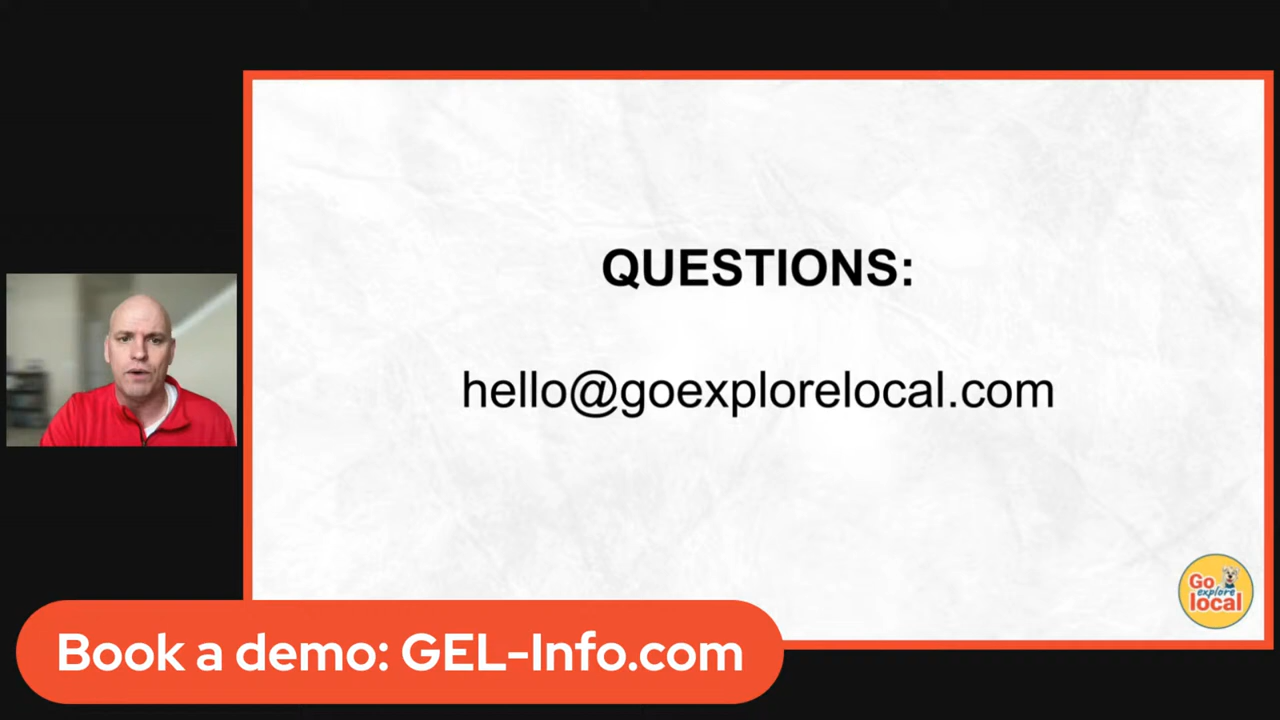 QUESTIONS:
hello@goexplorelocal.com
Go
explore
local
Book a demo: GEL-Info.com